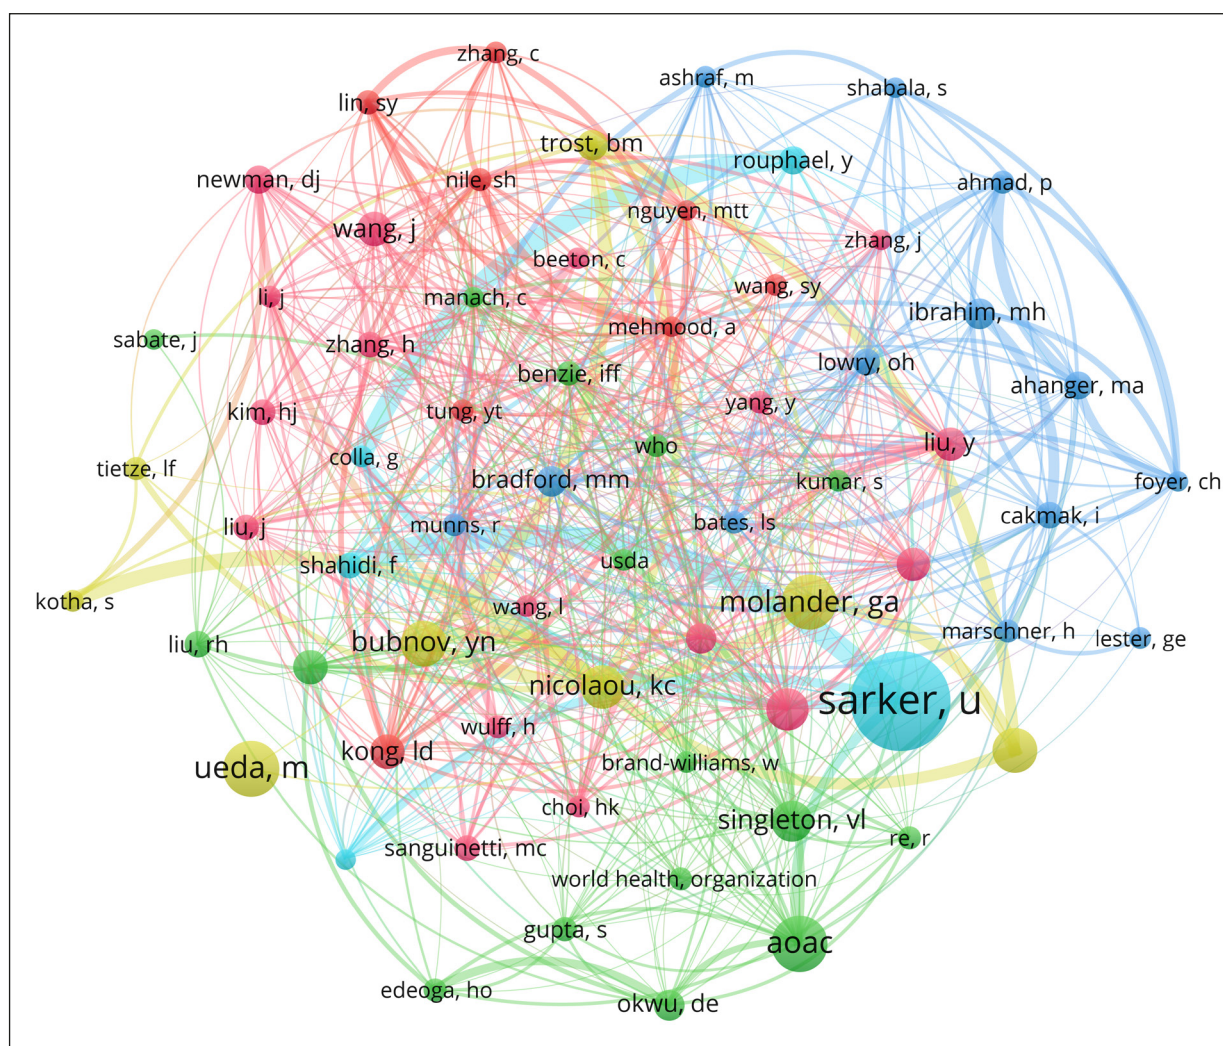 zhang, c
ashraf, m
shabala, s
lin, sy
trost, bm
rouphael, y
newman, dj
nile, sh
ahmad, p
nguyen, mtt
wang, j
zhang, j
beeton, c
wang, sy
li, j
manach, c
ibrahim, mh
mehmood, a
sabate, j
zhang, h
lowry, oh
benzie, iff
ahanger, ma
kim, hj
tung, yt
yang, y
liu, y
who
colla, g
tietze, lf
bradford, mm
kumar, s
foyer, ch
liu, j
munns, r
bates, ls
cakmak, i
shahidi, f
usda
kotha, s
wang, l
molander, ga
marschner, h
lester, ge
liu, rh
bubnov, yn
nicolaou, kc
sarker, u
wulff, h
kong, ld
brand-williams, w
ueda, m
choi, hk
singleton, vl
re, r
sanguinetti, mc
world health, organization
gupta, s
aoac
edeoga, ho
okwu, de